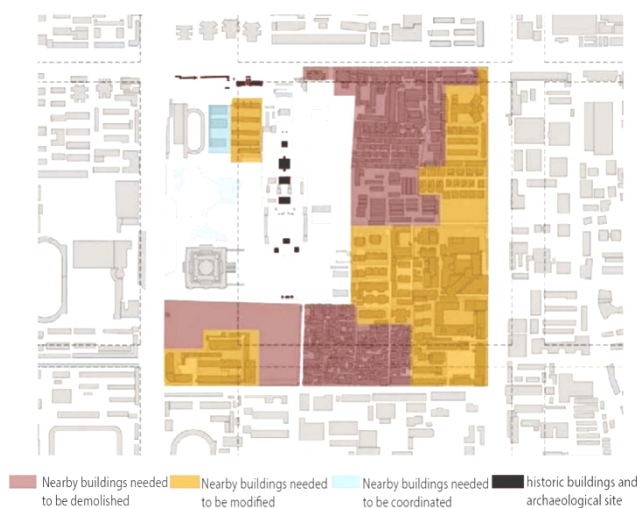 Nearby buildings needed
to be demolished
Nearby buildings needed
to be modified
Nearby buildings needed
to be coordinated
historic buildings and
archaeological site